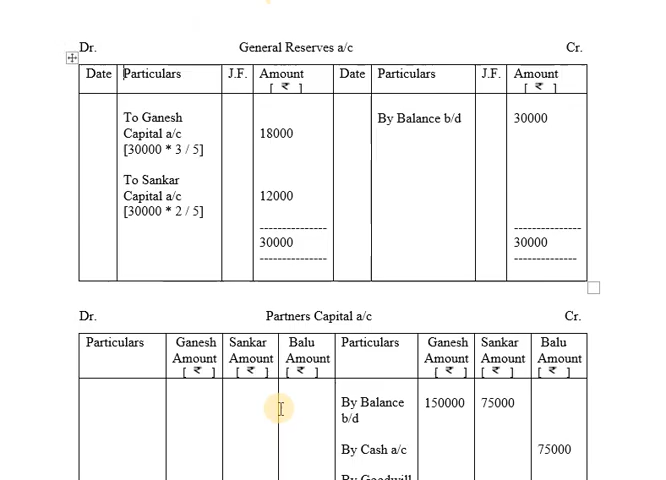 Dr. General Reserves a/c Cr.
Date Particulars J.F. Amount [ ₹ ] Date Particulars J.F. Amount [ ₹ ]
To Ganesh By Balance b/d 30000
Capital a/c 18000
[30000 * 3 / 5]
To Sankar
Capital a/c 12000
[30000 * 2 / 5]
--------------- ---------------
30000 30000
-------------- --------------
Dr. Partners Capital a/c Cr.
Particulars Ganesh Sankar Balu Particulars Ganesh Sankar Balu
Amount Amount Amount Amount Amount Amount
[ ₹ ] [ ₹ ] [ ₹ ] [ ₹ ] [ ₹ ] [ ₹ ]
By Balance 150000 75000
b/d
By Cash a/c 75000
By Goodwill